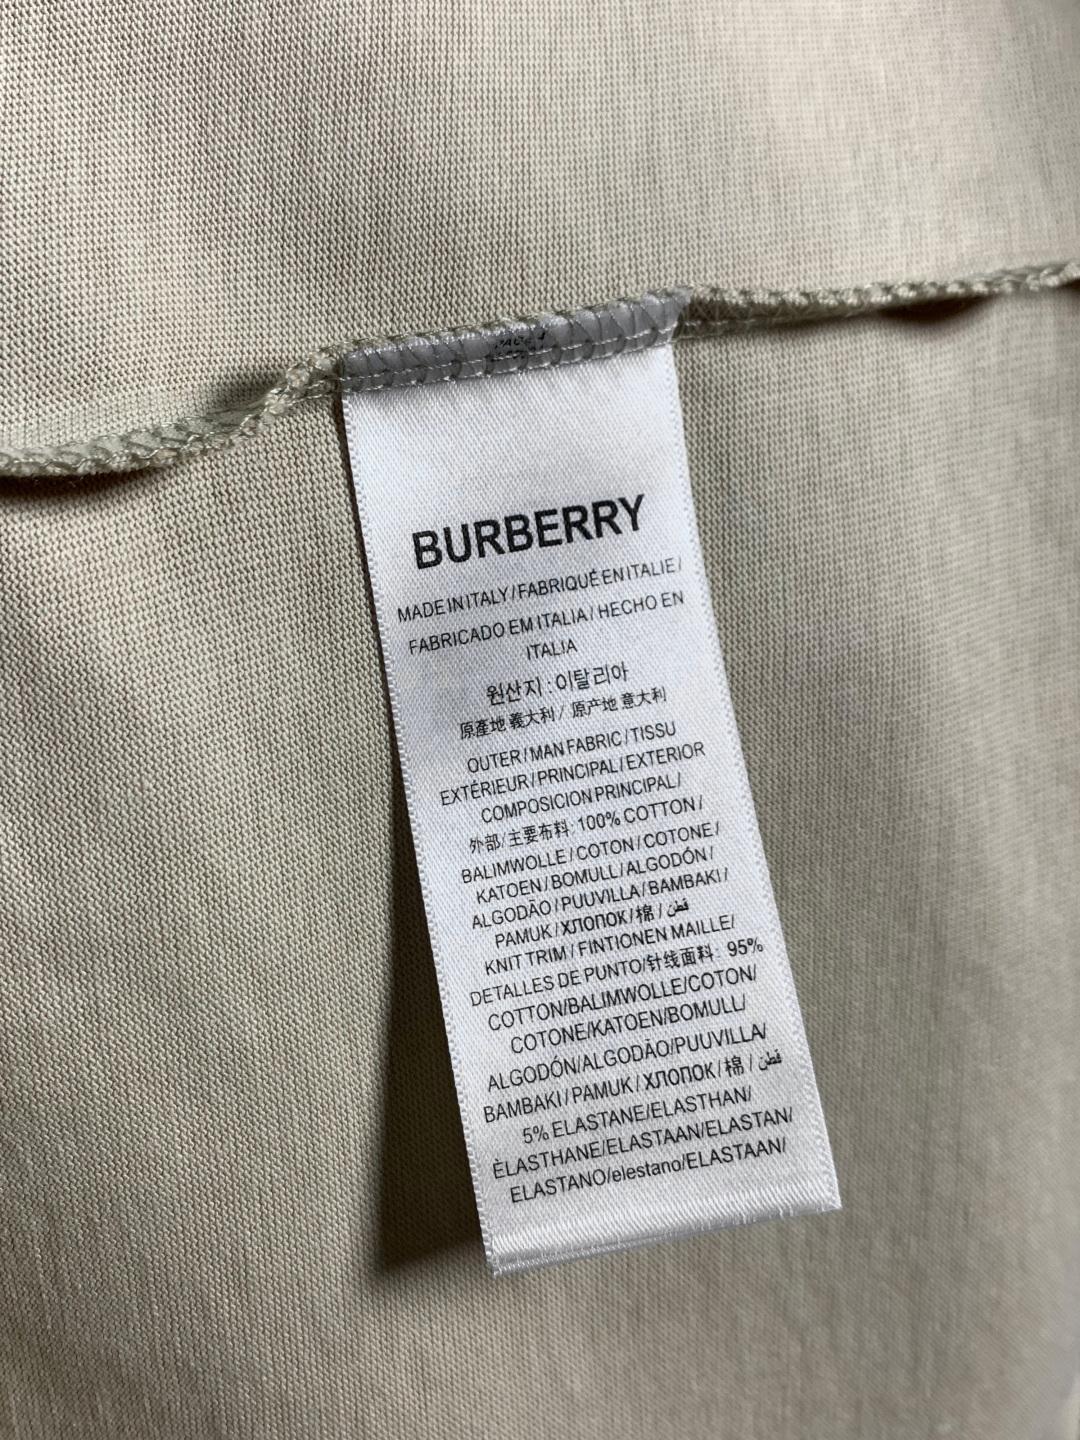 BURBERRY
MADE IN ITALY/FABRIQUÉ EN ITALIE/
FABRICADO EM ITALIA/HECHO EN
ITALIA
원산지:이탈리아
原產地 義大利/ 原产地 意大利
OUTER/MAN FABRIC/TISSU
EXTÉRIEUR/PRINCIPAL/EXTERIOR
COMPOSICION PRINCIPAL/
外部/主要布料: 100% COTTON/
BALIMWOLLE/COTON/COTONE/
KATOEN/BOMULL/ALGODÓN/
ALGODÃO/PUUVILLA/BAMBAKI/
PAMUK/ХЛОПОК/棉/قطن
KNIT TRIM/FINTIONEN MAILLE/
DETALLES DE PUNTO/针线面料: 95%
COTTON/BALIMWOLLE/COTON/
COTONE/KATOEN/BOMULL/
ALGODÓN/ALGODÃO/PUUVILLA/
BAMBAKI/PAMUK/ХЛОПОК/棉/قطن
5% ELASTANE/ELASTHAN/
ÈLASTHANE/ELASTAAN/ELASTAN/
ELASTANO/elestano/ELASTAAN/